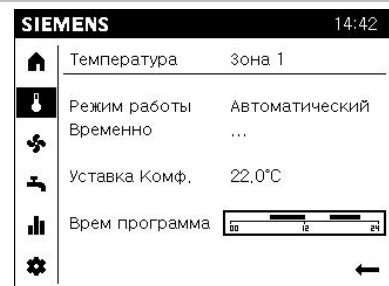 SIEMENS 14:42
Температура Зона 1
Режим работы Автоматический
Временно ...
Уставка Комф. 22,0°C
Врем программа
00 12 24